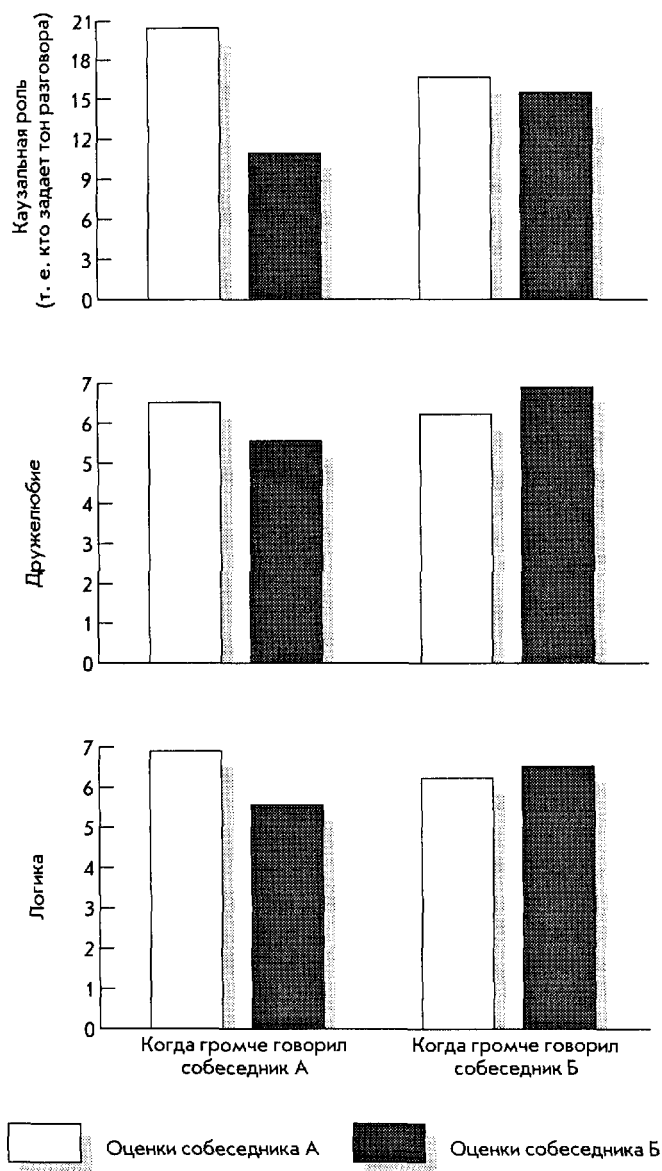 Каузальная роль
(т. е. кто задает тон разговора)
21
18
15
12
9
6
3
0
Дружелюбие
7
6
5
4
3
2
1
0
Логика
7
6
5
4
3
2
1
0
Когда громче говорил
собеседник А
Когда громче говорил
собеседник Б
Оценки собеседника А
Оценки собеседника Б